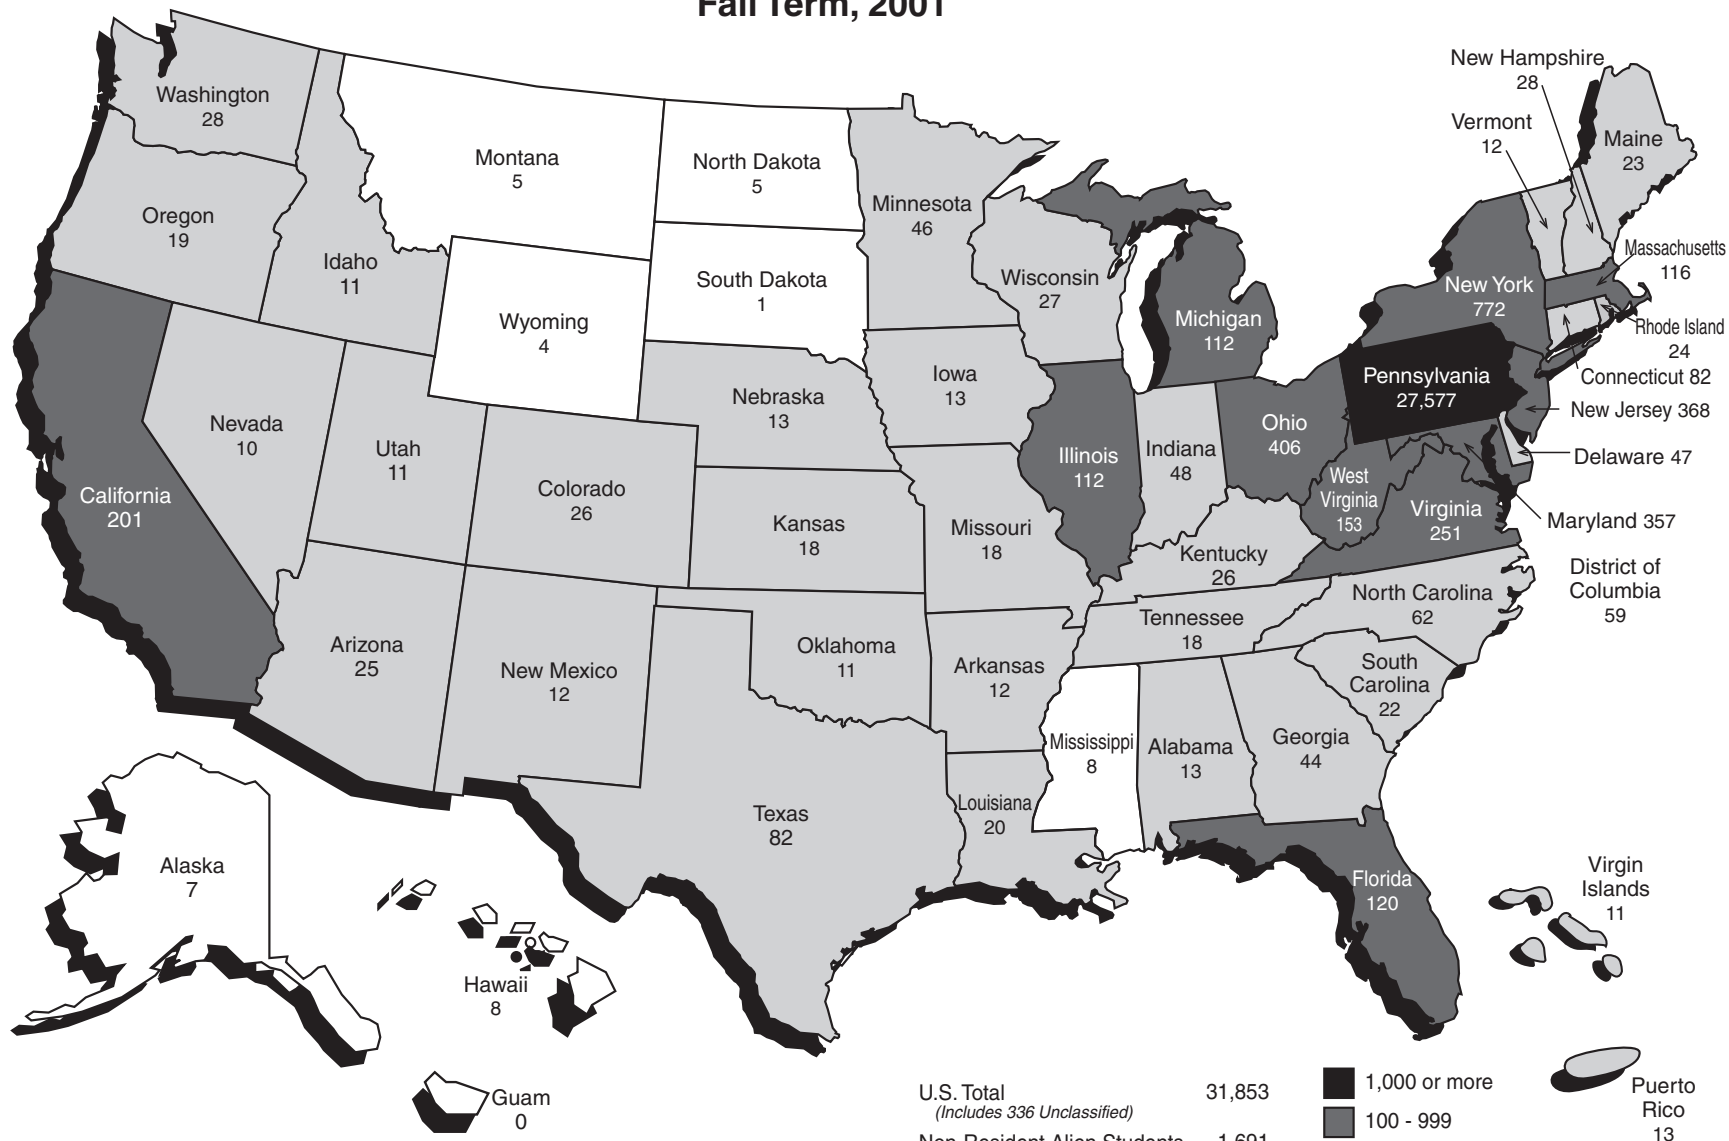 Fall Term, 2001
New Hampshire
28
Washington
28
Vermont
12
Maine
23
Montana
5
North Dakota
5
Minnesota
46
Oregon
19
Massachusetts
116
Idaho
11
South Dakota
1
Wisconsin
27
New York
772
Wyoming
4
Michigan
112
Rhode Island
24
Pennsylvania
27,577
Connecticut 82
Iowa
13
Nebraska
13
New Jersey 368
Nevada
10
Utah
11
Ohio
406
Illinois
112
Indiana
48
Delaware 47
California
201
Colorado
26
West
Virginia
153
Virginia
251
Maryland 357
Kansas
18
Missouri
18
Kentucky
26
District of
Columbia
59
North Carolina
62
Tennessee
18
Arizona
25
New Mexico
12
Oklahoma
11
Arkansas
12
South
Carolina
22
Mississippi
8
Alabama
13
Georgia
44
Louisiana
20
Texas
82
Alaska
7
Florida
120
Virgin
Islands
11
Hawaii
8
Guam
0
U.S. Total 31,853
(Includes 336 Unclassified)
Non-Resident Alien Students 1,691
1,000 or more
100 - 999
Puerto
Rico
13